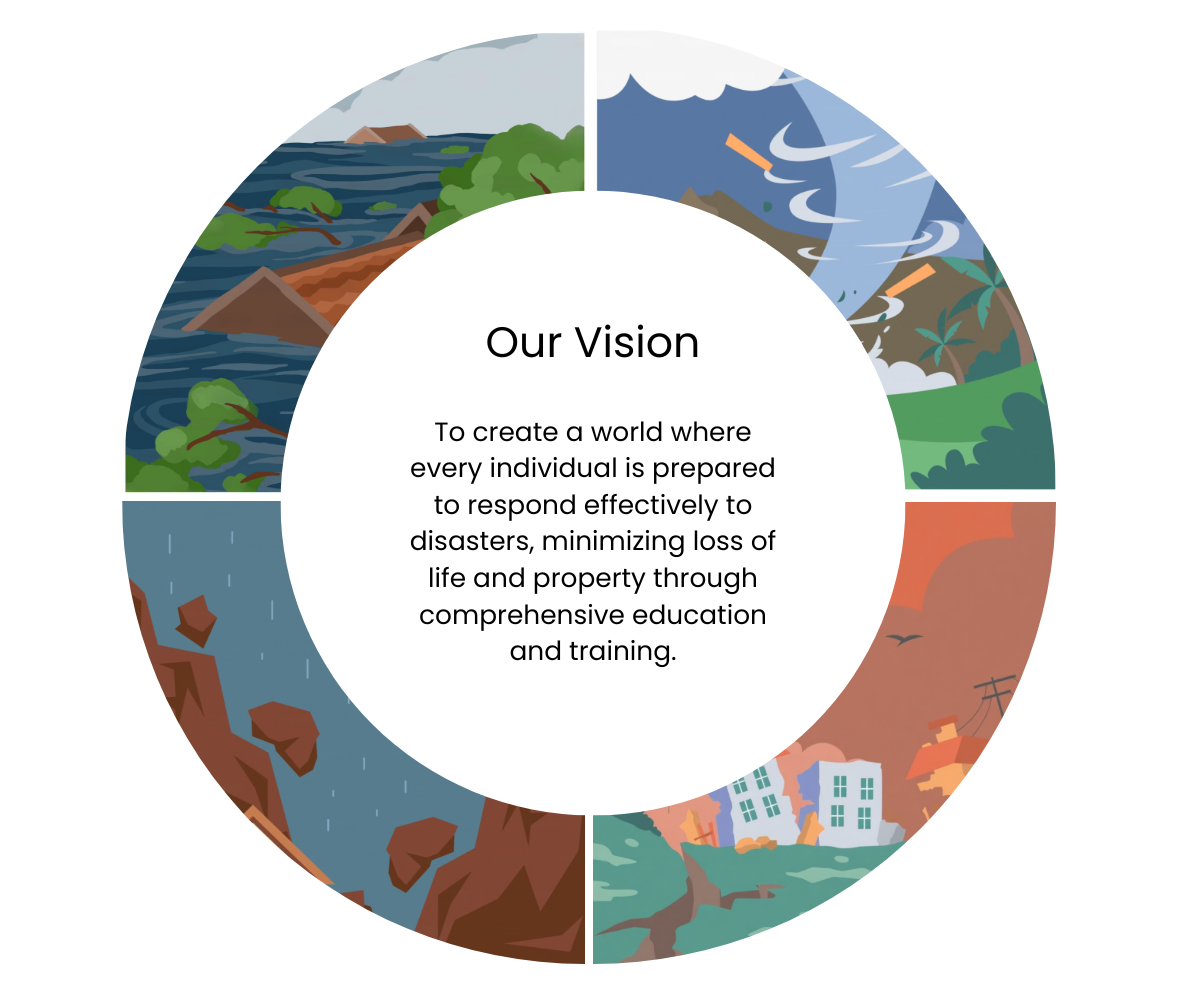 Our Vision
To create a world where
every individual is prepared
to respond effectively to
disasters, minimizing loss of
life and property through
comprehensive education
and training.